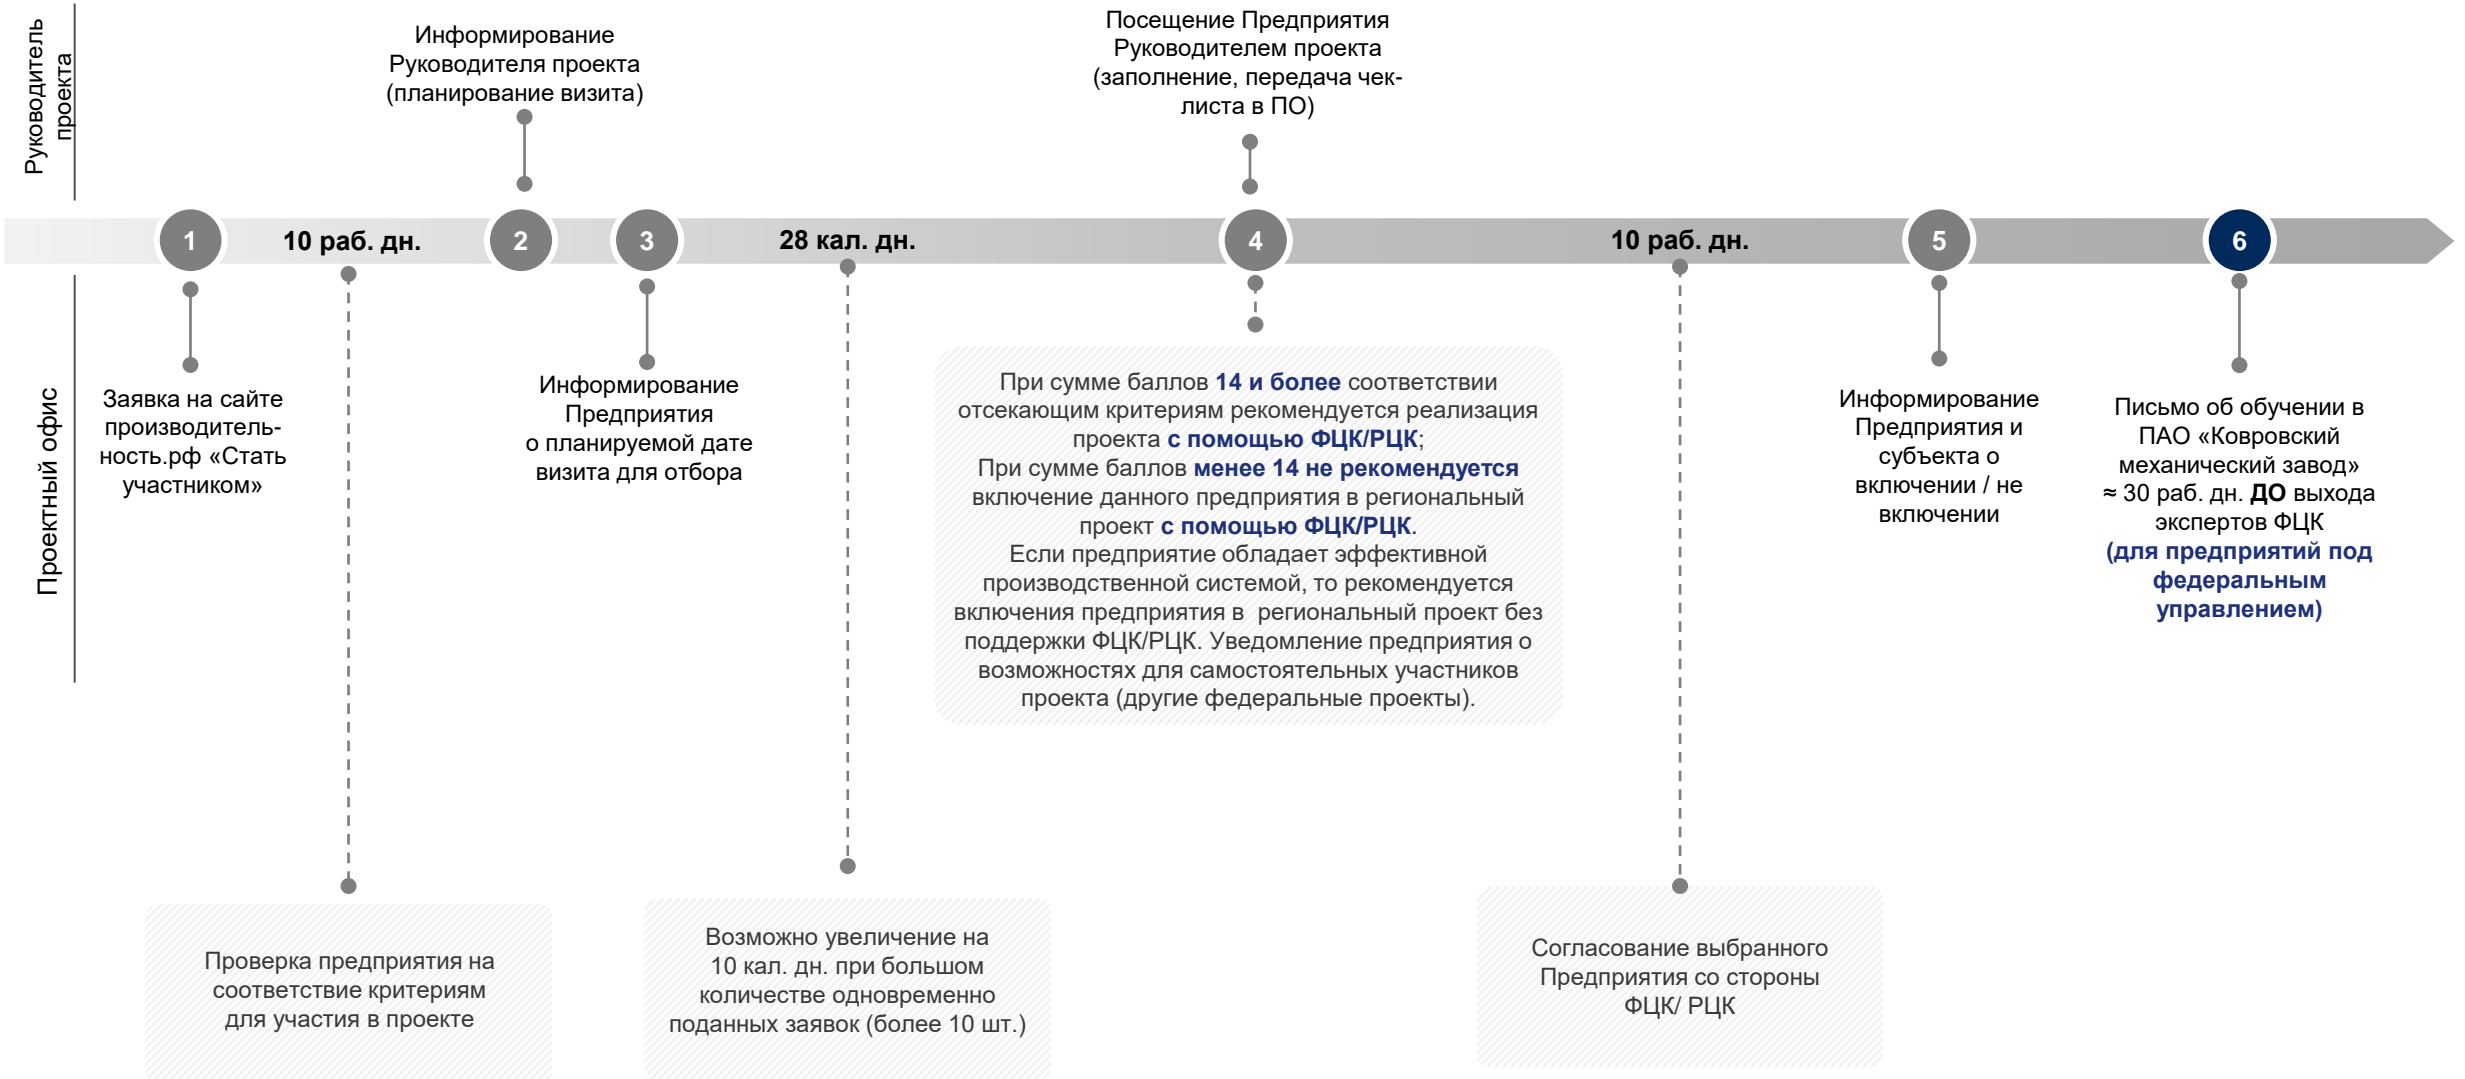 Руководитель
проекта
Информирование
Руководителя проекта
(планирование визита)
Посещение Предприятия
Руководителем проекта
(заполнение, передача чек-
листа в ПО)
1
10 раб. дн.
2
3
28 кал. дн.
4
10 раб. дн.
5
6
Проектный офис
Заявка на сайте
производитель-
ность.рф «Стать
участником»
Информирование
Предприятия
о планируемой дате
визита для отбора
При сумме баллов 14 и более соответствии
отсекающим критериям рекомендуется реализация
проекта с помощью ФЦК/РЦК;
При сумме баллов менее 14 не рекомендуется
включение данного предприятия в региональный
проект с помощью ФЦК/РЦК.
Если предприятие обладает эффективной
производственной системой, то рекомендуется
включения предприятия в  региональный проект без
поддержки ФЦК/РЦК. Уведомление предприятия о
возможностях для самостоятельных участников
проекта (другие федеральные проекты).
Информирование
Предприятия и
субъекта о
включении / не
включении
Письмо об обучении в
ПАО «Ковровский
механический завод»
≈ 30 раб. дн. ДО выхода
экспертов ФЦК
(для предприятий под
федеральным
управлением)
Проверка предприятия на
соответствие критериям
для участия в проекте
Возможно увеличение на
10 кал. дн. при большом
количестве одновременно
поданных заявок (более 10 шт.)
Согласование выбранного
Предприятия со стороны
ФЦК/ РЦК